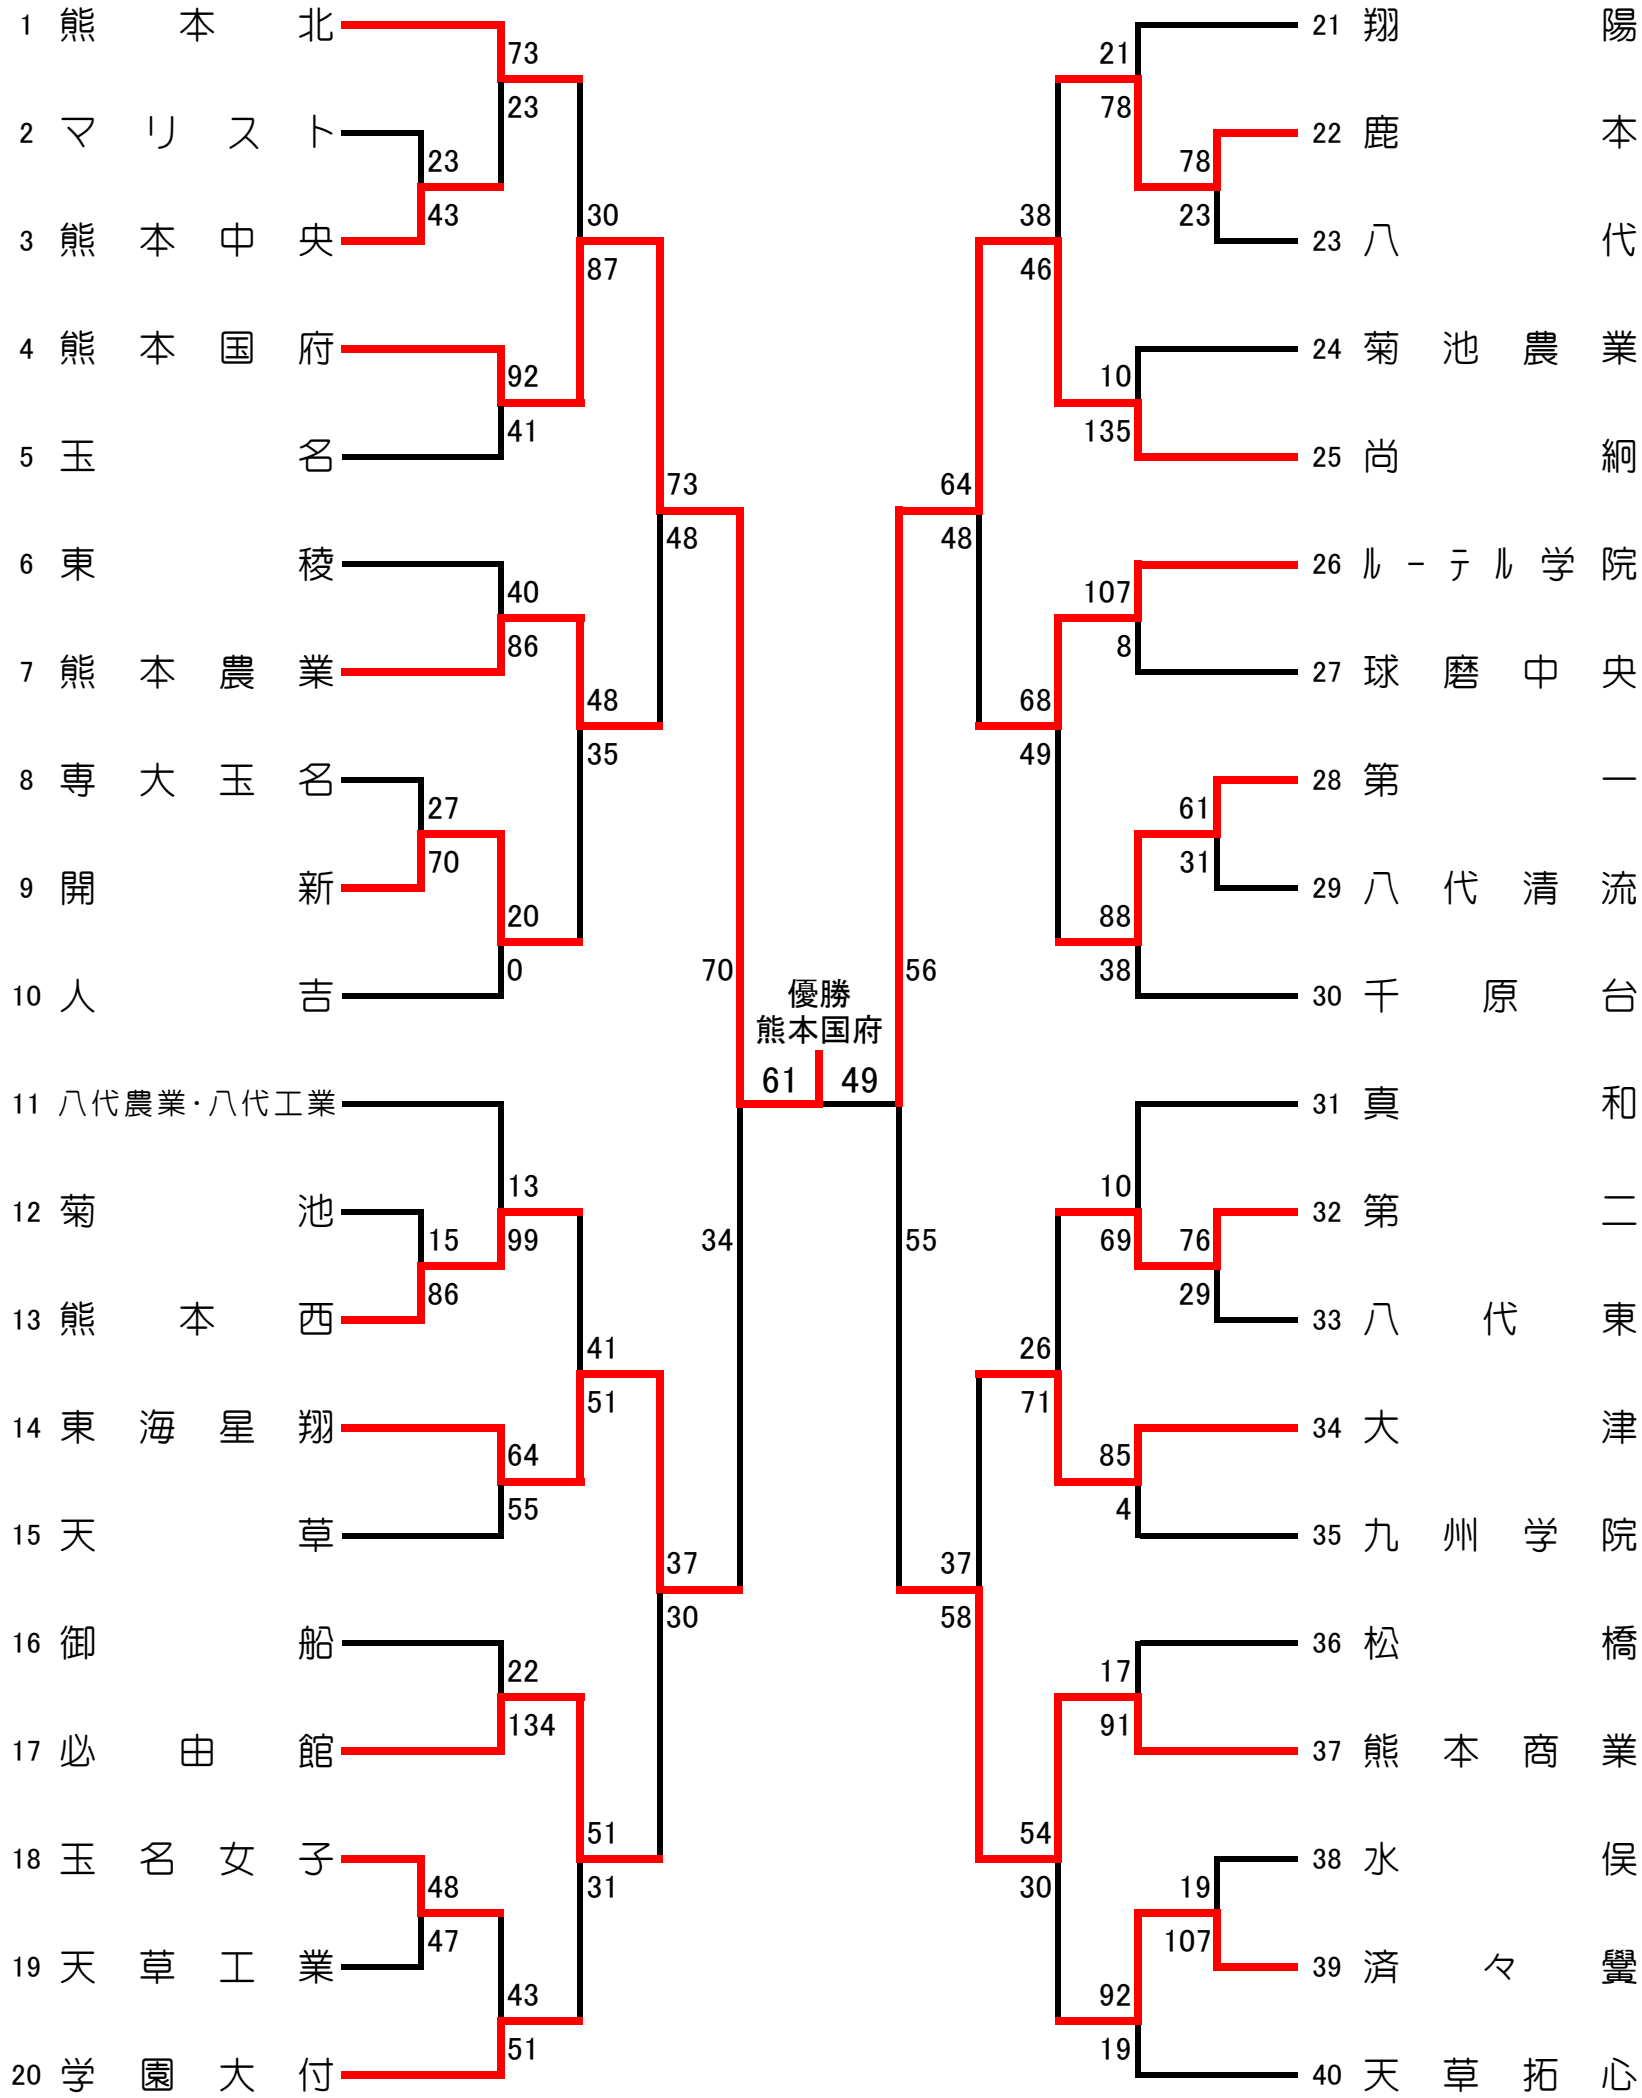 1 熊本北
73
23
2 マリスト
23
43
3 熊本中央
30
87
4 熊本国府
92
41
5 玉名
73
48
6 東稜
40
86
7 熊本農業
48
35
8 専大玉名
27
70
9 開新
20
0
10 人吉
70
34
11 八代農業・八代工業
13
99
12 菊池
15
86
13 熊本西
41
51
14 東海星翔
64
55
15 天草
37
30
16 御船
22
134
17 必由館
51
31
18 玉名女子
48
47
19 天草工業
43
51
20 学園大付
優勝
熊本国府
61 49
21 翔陽
21
78
22 鹿本
78
23
23 八代
38
46
24 菊池農業
10
135
25 尚絅
64
48
26 ルーテル学院
107
8
27 球磨中央
68
49
28 第一
61
31
29 八代清流
88
38
30 千原台
56
55
31 真和
10
69
32 第二
76
29
33 八代東
26
71
34 大津
85
4
35 九州学院
37
58
36 松橋
17
91
37 熊本商業
54
30
38 水俣
19
107
39 済々黌
92
19
40 天草拓心